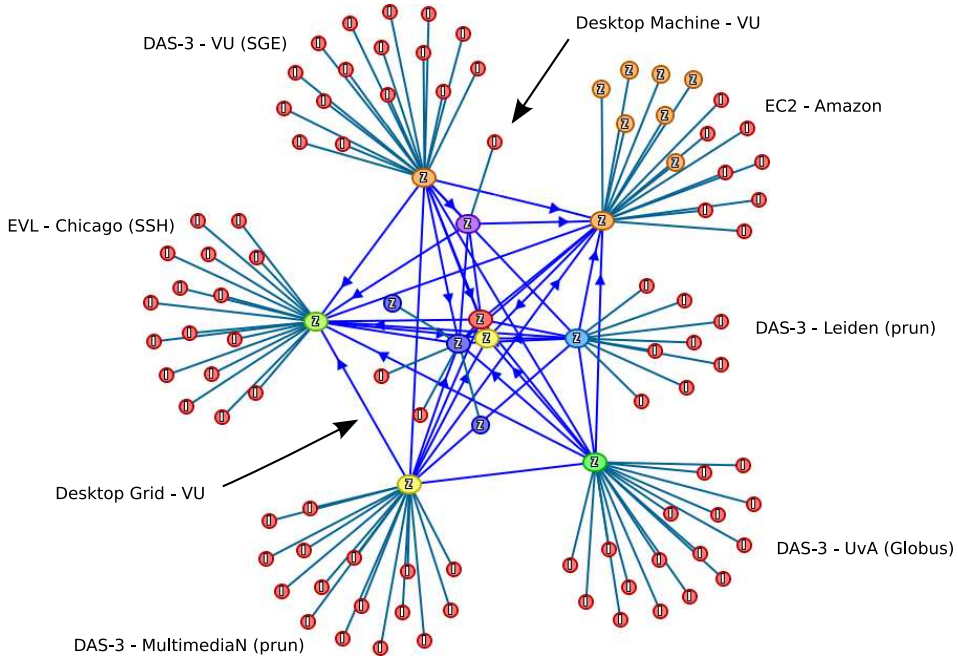 Desktop Machine - VU
DAS-3 - VU (SGE)
EC2 - Amazon
EVL - Chicago (SSH)
DAS-3 - Leiden (prun)
Desktop Grid - VU
DAS-3 - UvA (Globus)
DAS-3 - MultimediaN (prun)